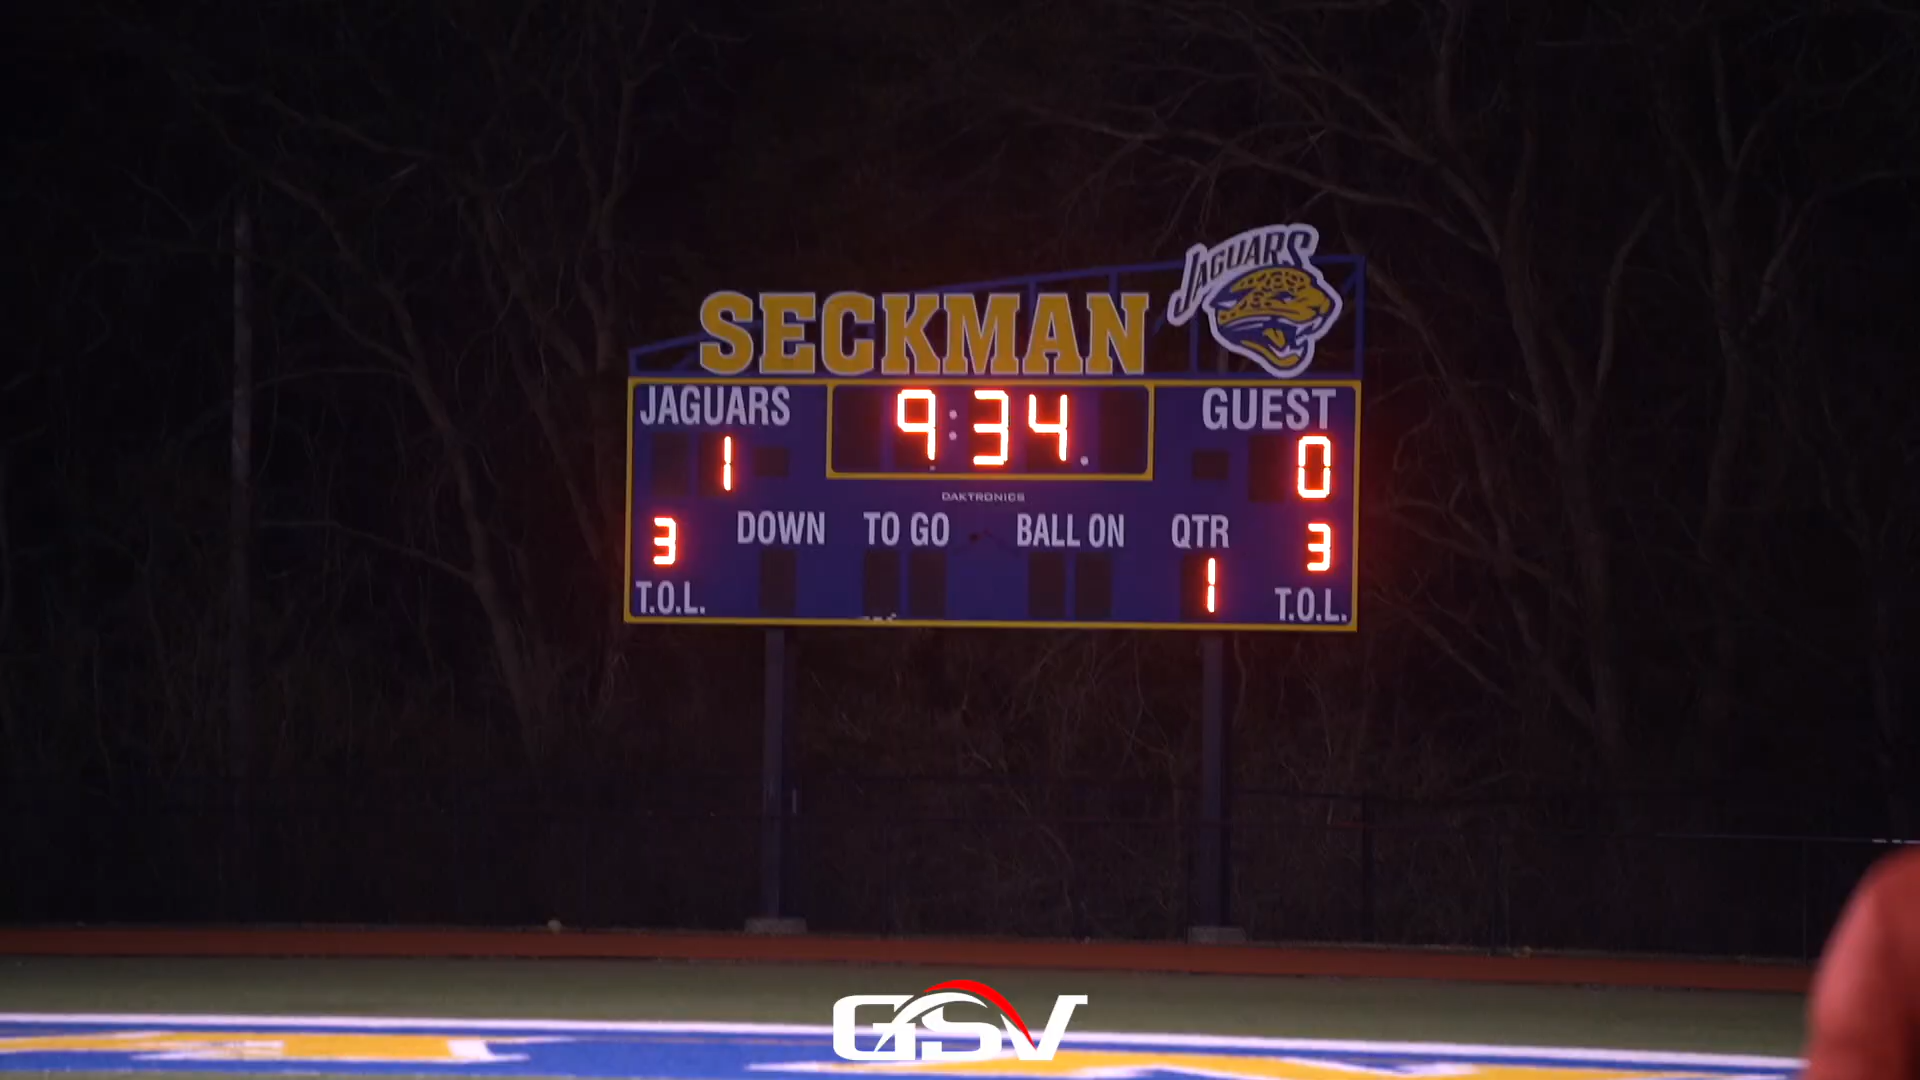 JAGUARS
SECKMAN
JAGUARS 9:34 GUEST
1 0
DAKTRONICS
3 DOWN TO GO BALL ON QTR 3
T.O.L. 1 T.O.L.
GSV